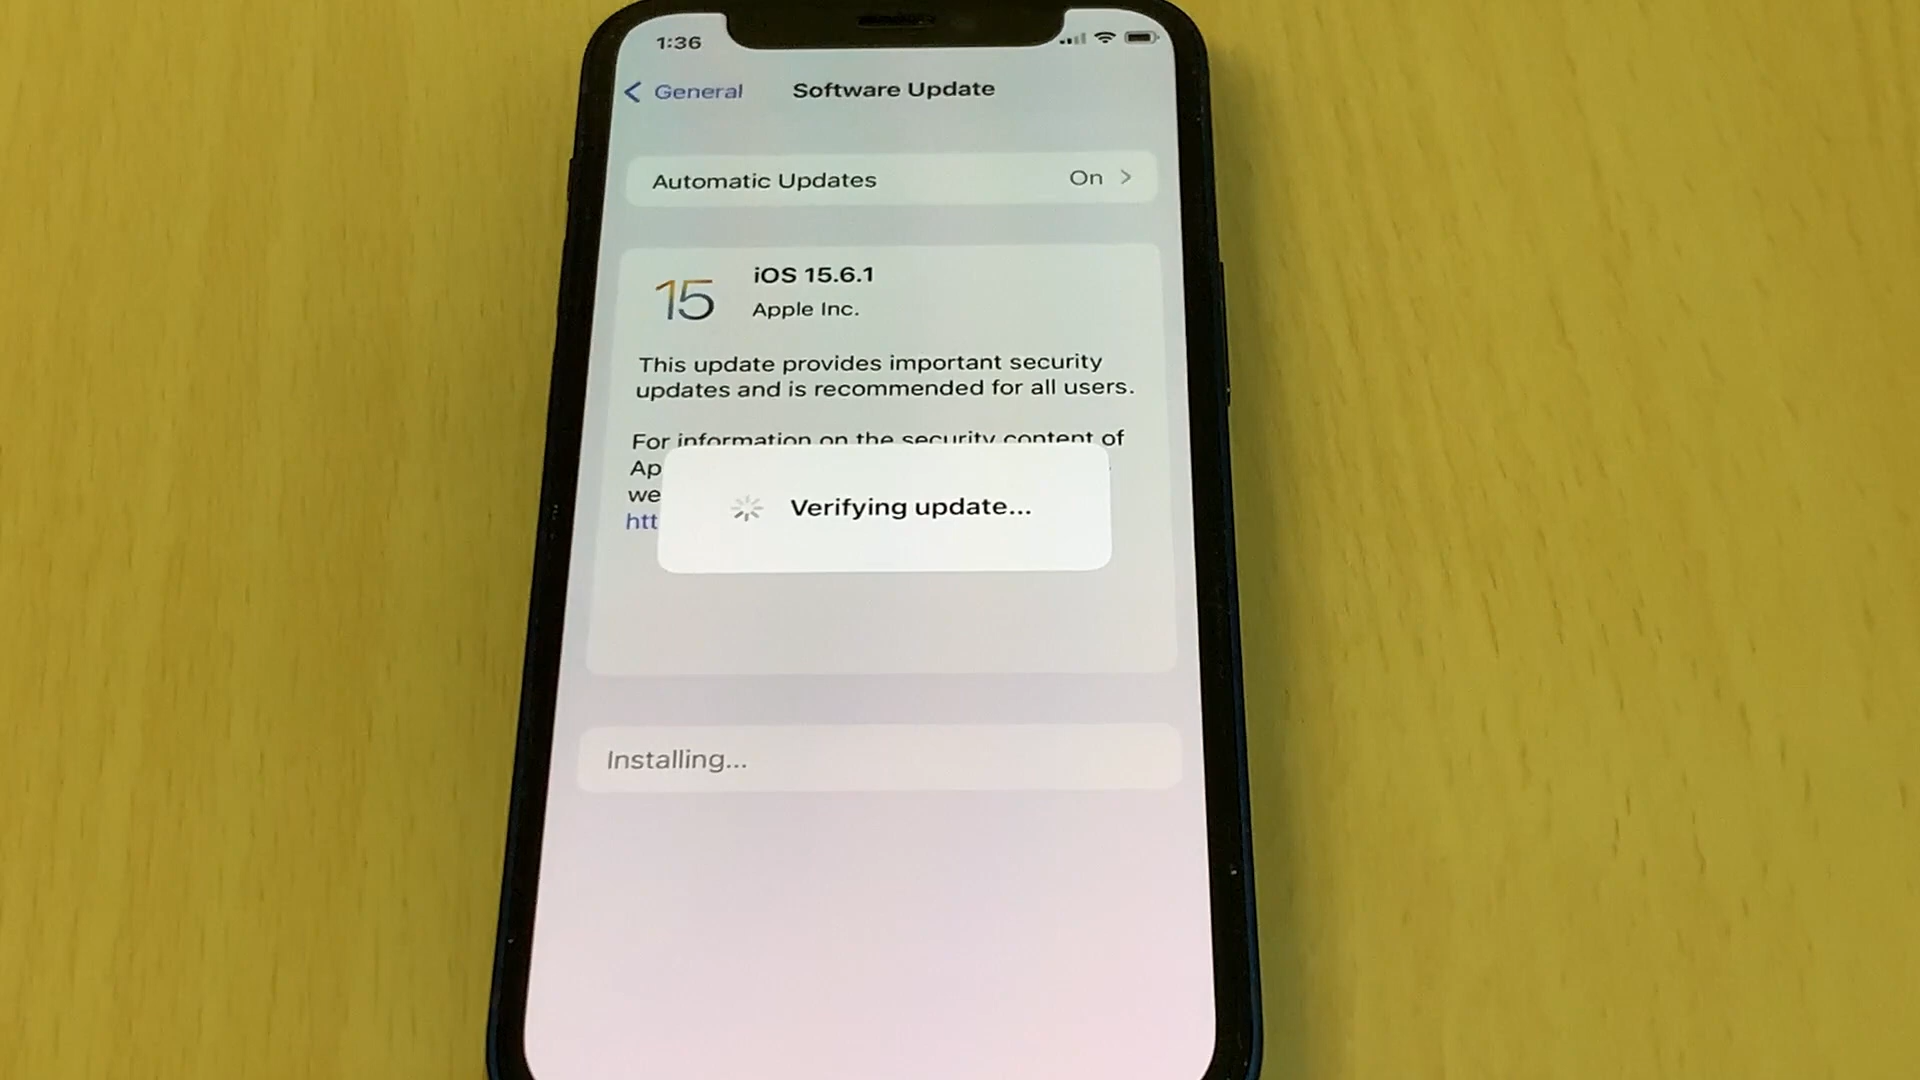 1:36
General
Software Update
Automatic Updates
On
15
iOS 15.6.1
Apple Inc.
This update provides important security
updates and is recommended for all users.
For information on the security content of
Ap
we
htt
Verifying update...
Installing...